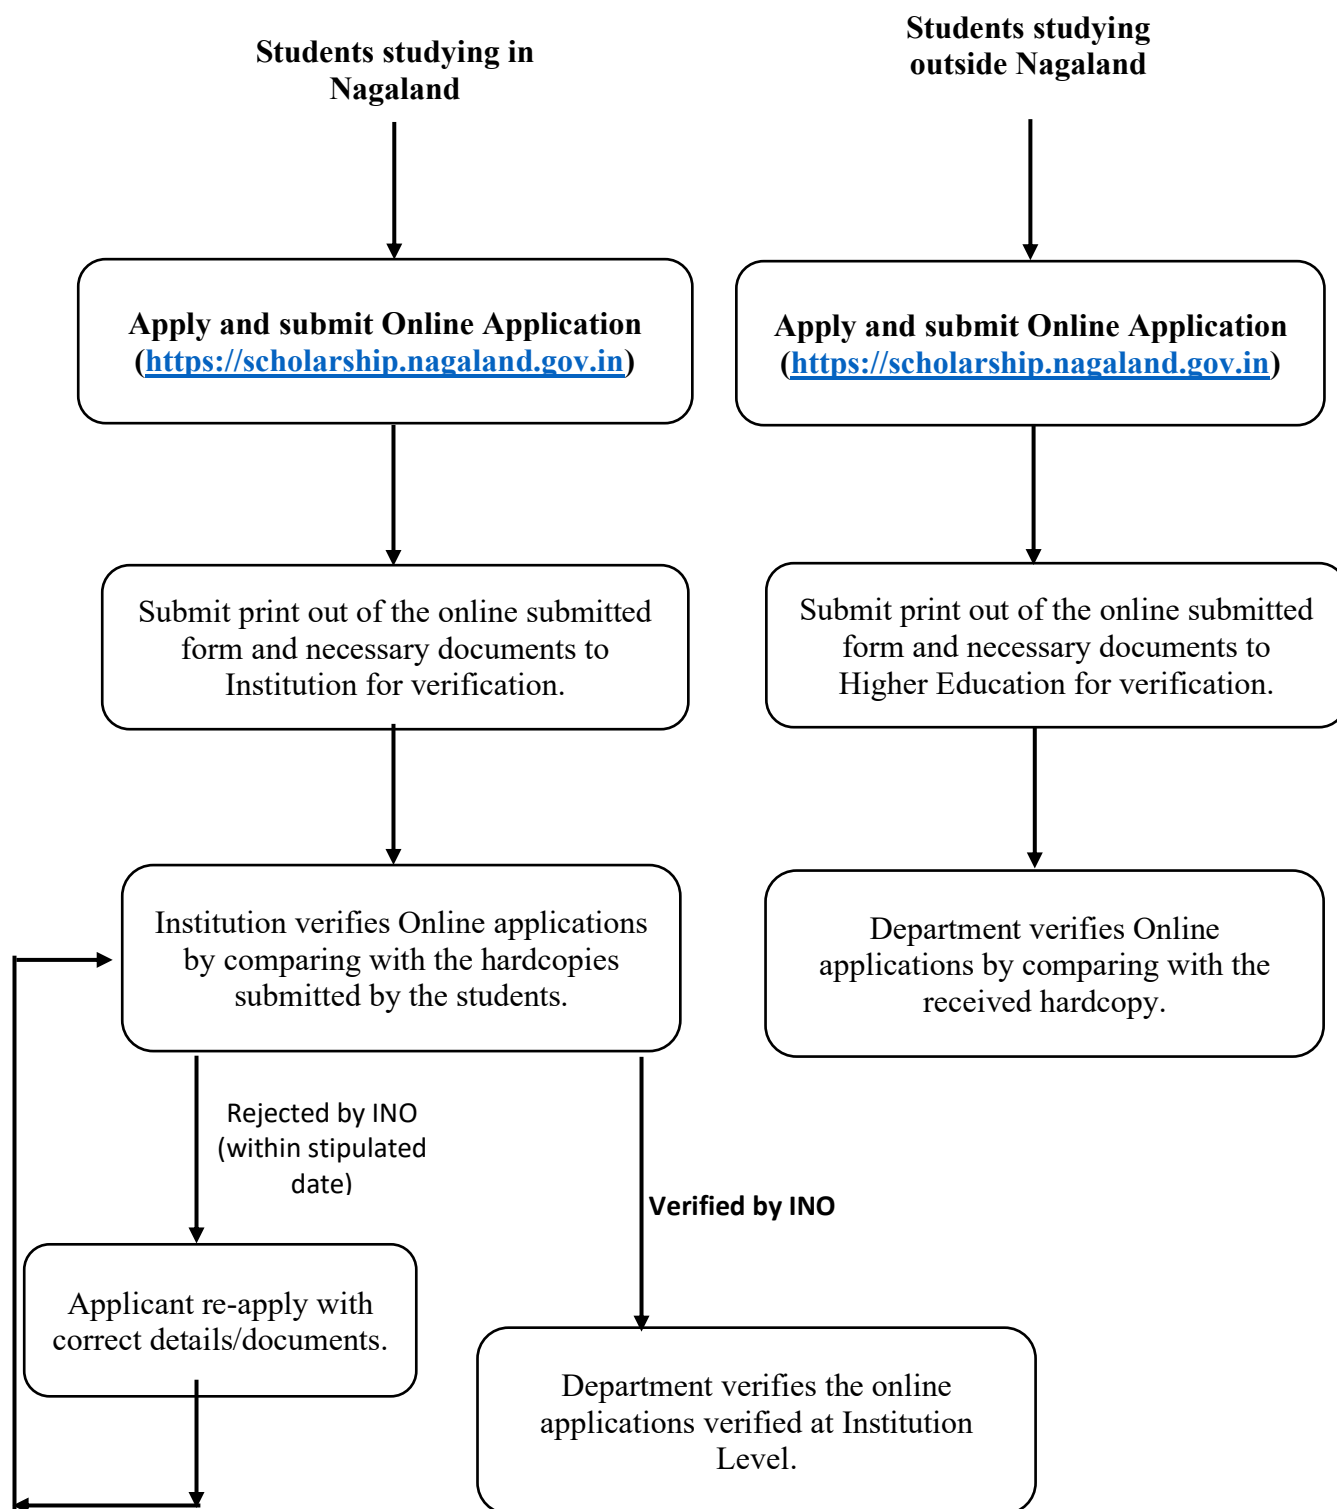 Students studying in
Nagaland
Students studying
outside Nagaland
Apply and submit Online Application
(https://scholarship.nagaland.gov.in)
Apply and submit Online Application
(https://scholarship.nagaland.gov.in)
Submit print out of the online submitted
form and necessary documents to
Institution for verification.
Submit print out of the online submitted
form and necessary documents to
Higher Education for verification.
Institution verifies Online applications
by comparing with the hardcopies
submitted by the students.
Department verifies Online
applications by comparing with the
received hardcopy.
Rejected by INO
(within stipulated
date)
Verified by INO
Applicant re-apply with
correct details/documents.
Department verifies the online
applications verified at Institution
Level.